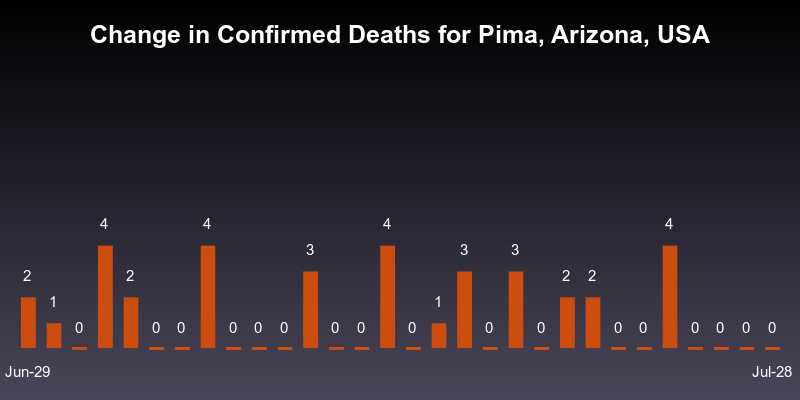 Change in Confirmed Deaths for Pima, Arizona, USA
2 1 0 4 2 0 0 4 0 0 0 3 0 0 4 0 1 3 0 3 0 2 2 0 0 4 0 0 0 0
Jun-29 Jul-28